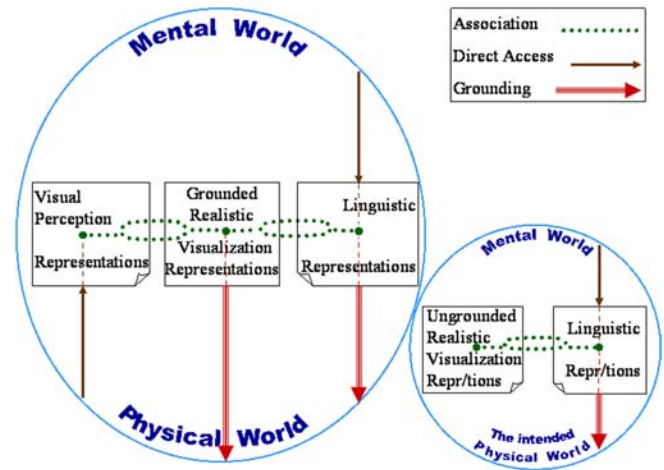 Mental World
Association
Direct Access
Grounding
Visual
Perception
Representations
Grounded
Realistic
Visualization
Representations
Linguistic
Representations
Physical World
Mental World
Ungrounded
Realistic
Visualization
Repr/tions
Linguistic
Repr/tions
The intended
Physical World